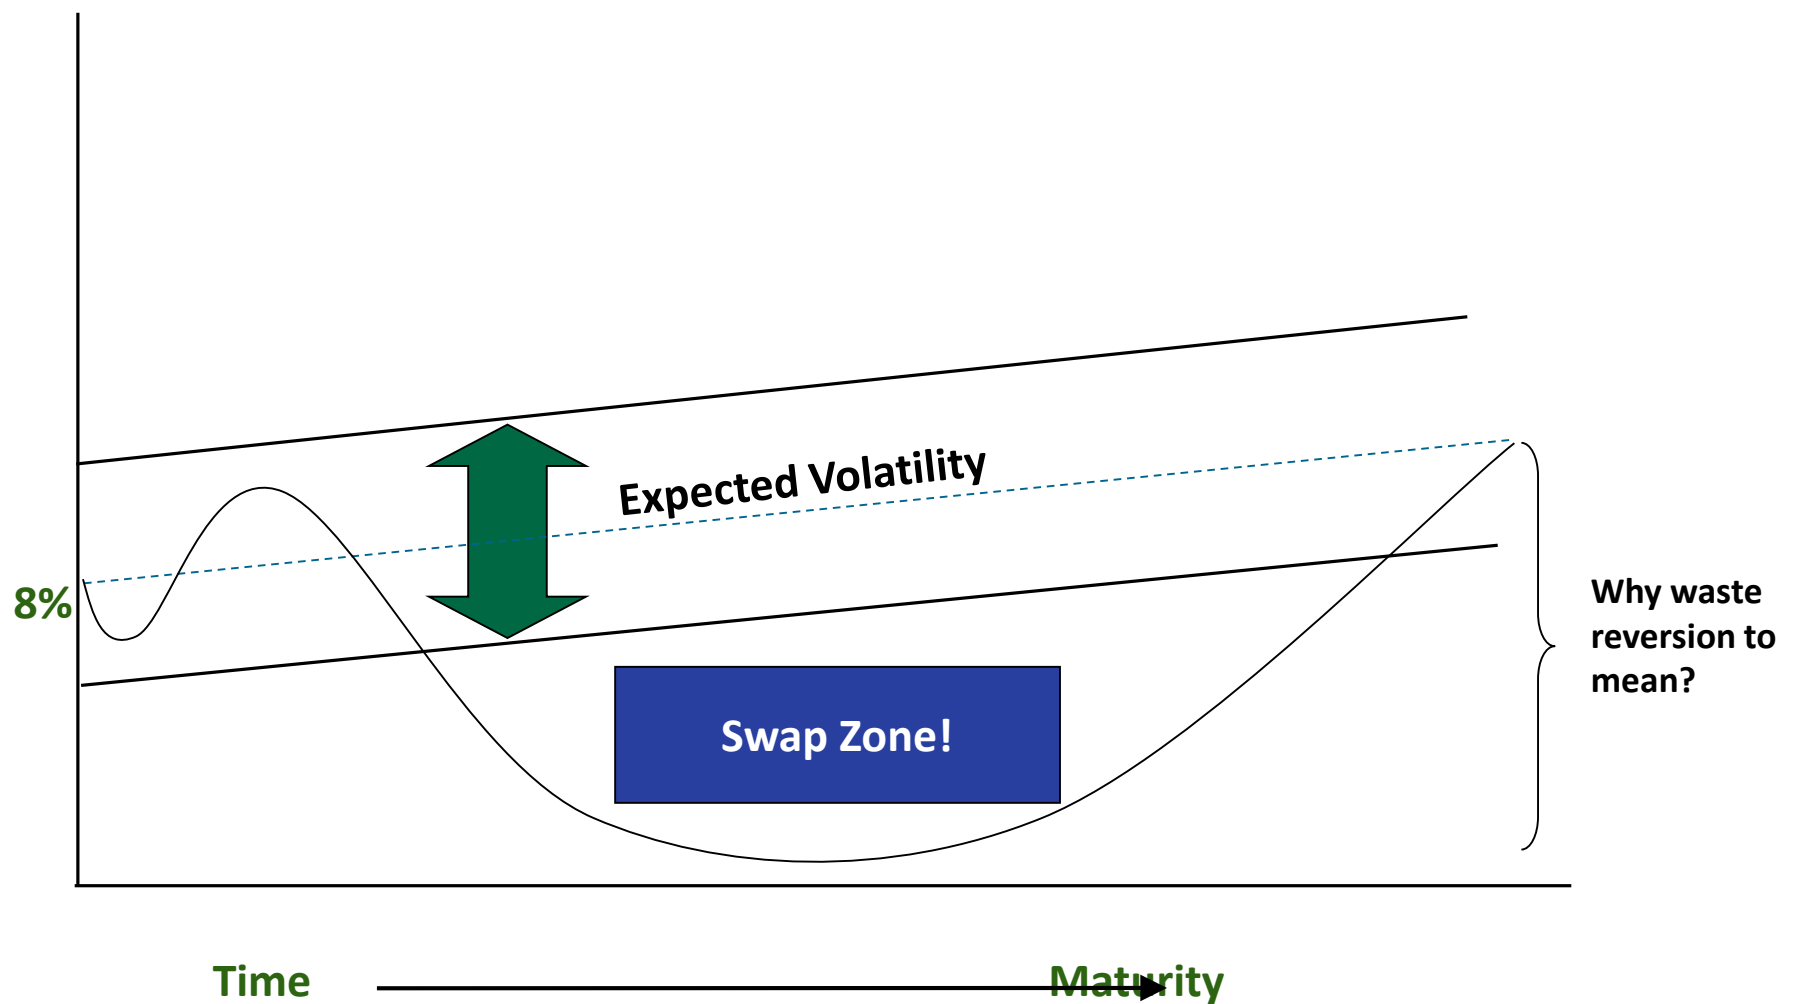 Expected Volatility
8%
Why waste
reversion to
mean?
Swap Zone!
Time
Maturity